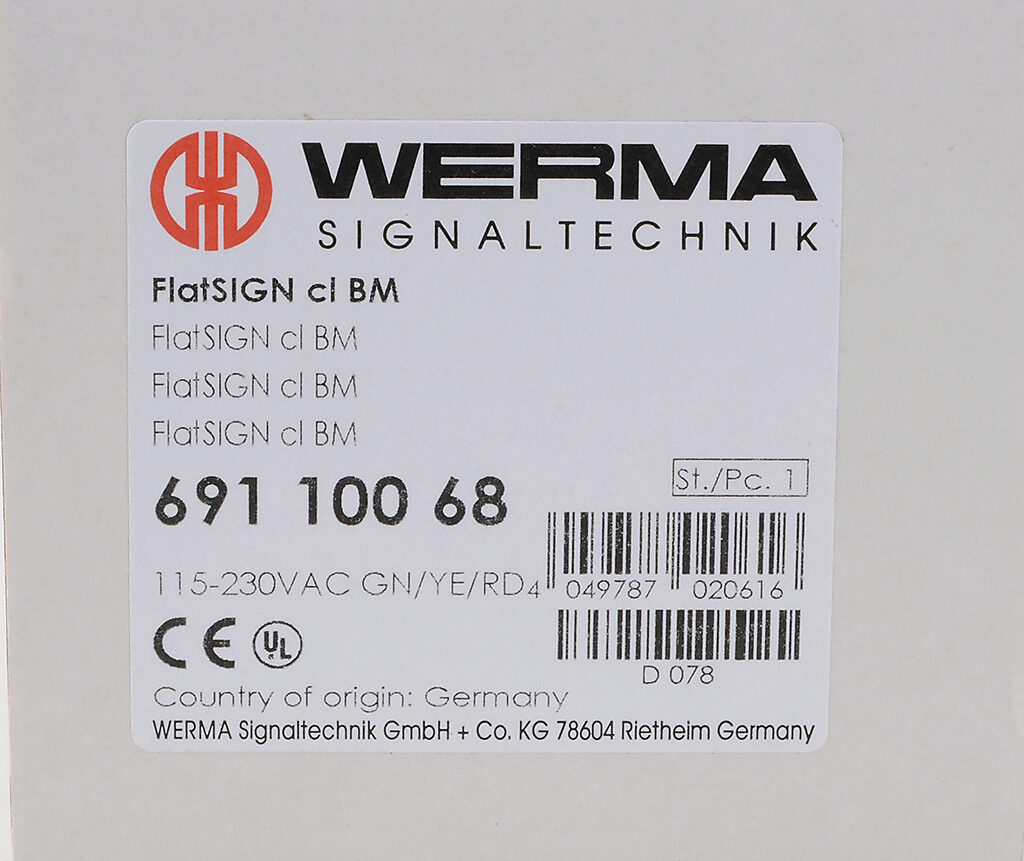 WERMA
SIGNALTECHNIK
FlatSIGN cl BM
FlatSIGN cl BM
FlatSIGN cl BM
FlatSIGN cl BM
691 100 68
St./Pc. 1
115-230VAC GN/YE/RD
4 049787 020616
CE UL
D 078
Country of origin: Germany
WERMA Signaltechnik GmbH + Co. KG 78604 Rietheim Germany